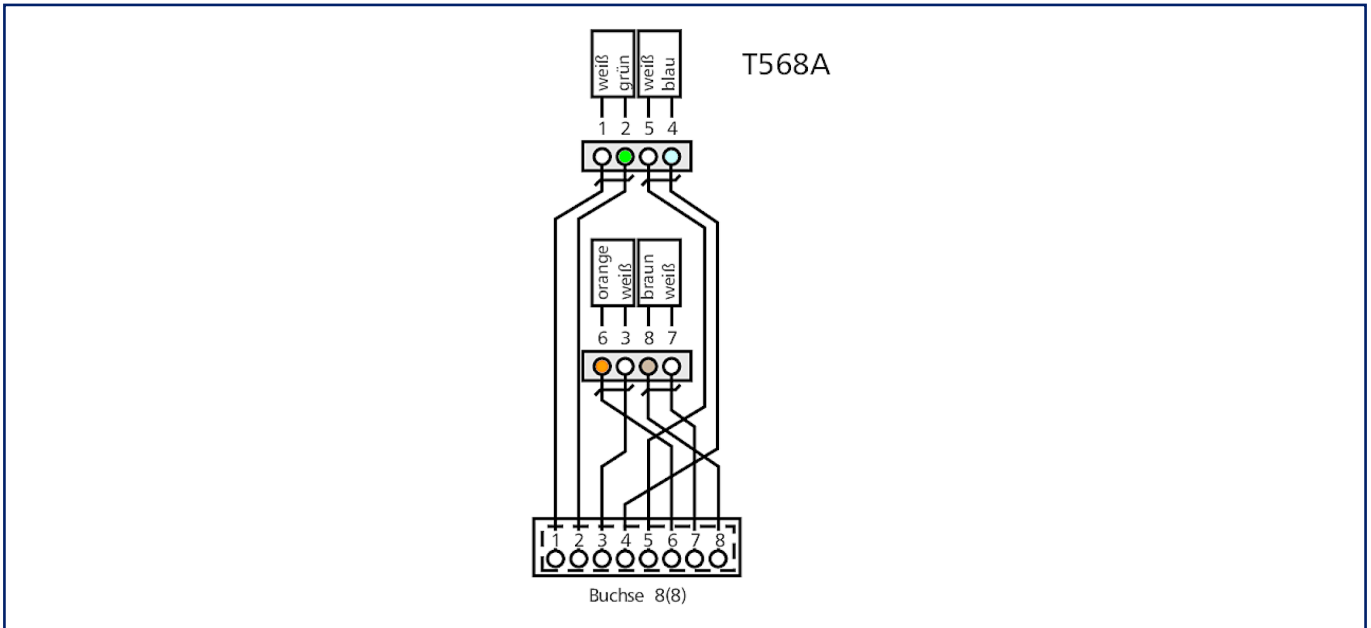 T568A
weiß grün weiß blau
1 2 5 4
orange weiß braun weiß
6 3 8 7
1 2 3 4 5 6 7 8
Buchse 8(8)